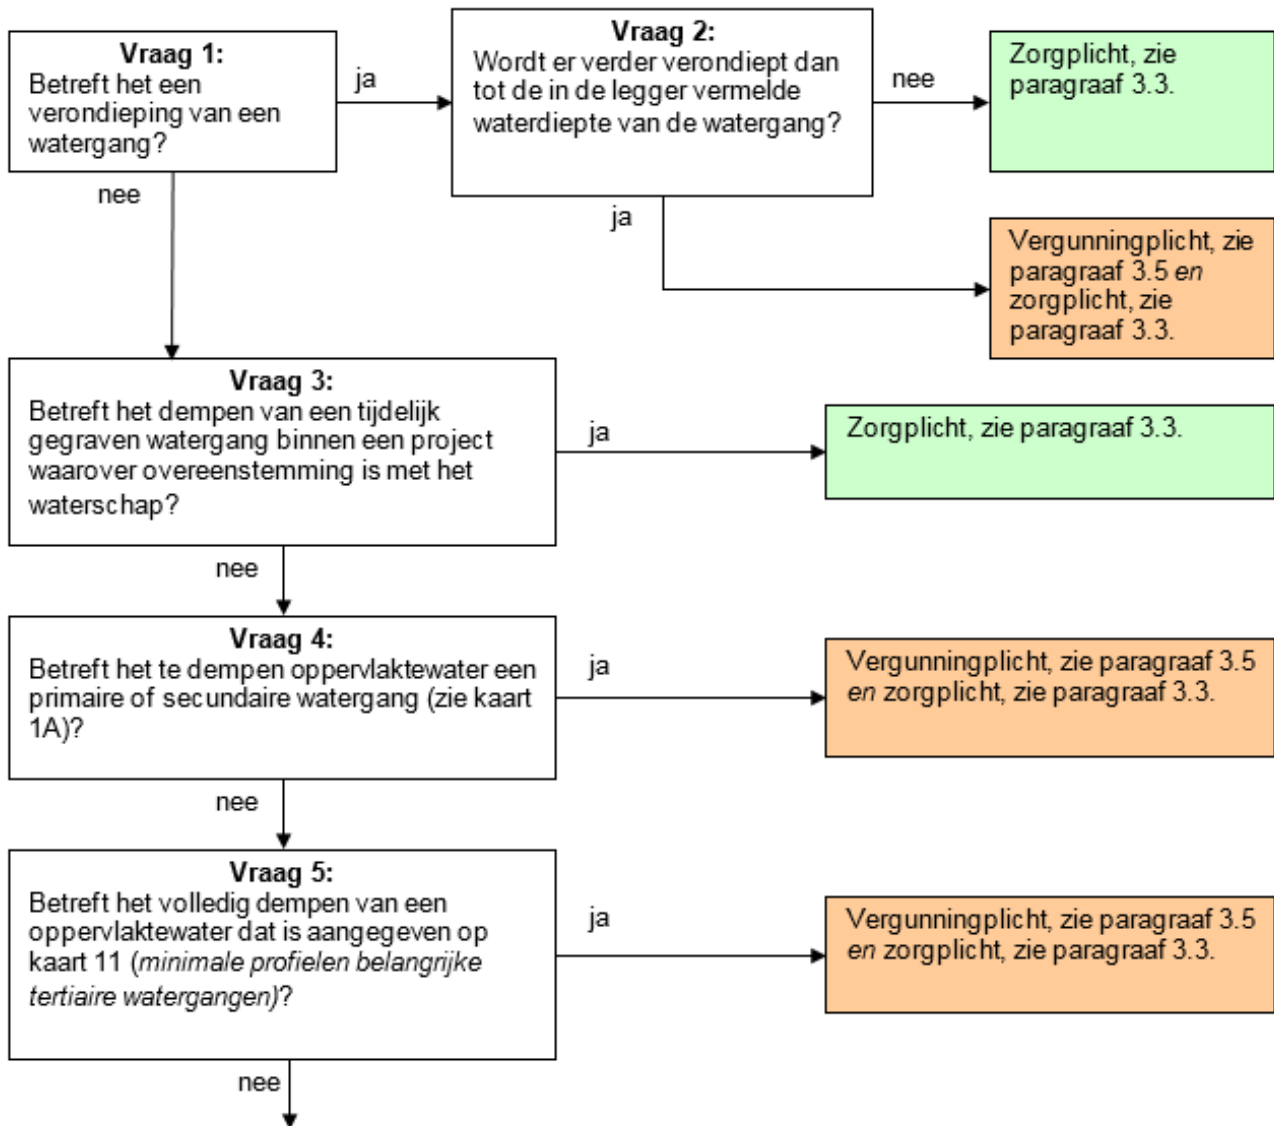 Vraag 1:
Betreft het een
verondieping van een
watergang?
ja
Vraag 2:
Wordt er verder verondiept dan
tot de in de legger vermelde
waterdiepte van de watergang?
nee
Zorgplicht, zie
paragraaf 3.3.
nee
ja
Vergunningplicht, zie
paragraaf 3.5 en
zorgplicht, zie
paragraaf 3.3.
Vraag 3:
Betreft het dempen van een tijdelijk
gegraven watergang binnen een project
waarover overeenstemming is met het
waterschap?
ja
Zorgplicht, zie paragraaf 3.3.
nee
Vraag 4:
Betreft het te dempen oppervlaktewater een
primaire of secundaire watergang (zie kaart
1A)?
ja
Vergunningplicht, zie paragraaf 3.5
en zorgplicht, zie paragraaf 3.3.
nee
Vraag 5:
Betreft het volledig dempen van een
oppervlaktewater dat is aangegeven op
kaart 11 (minimale profielen belangrijke
tertiaire watergangen)?
ja
Vergunningplicht, zie paragraaf 3.5
en zorgplicht, zie paragraaf 3.3.
nee